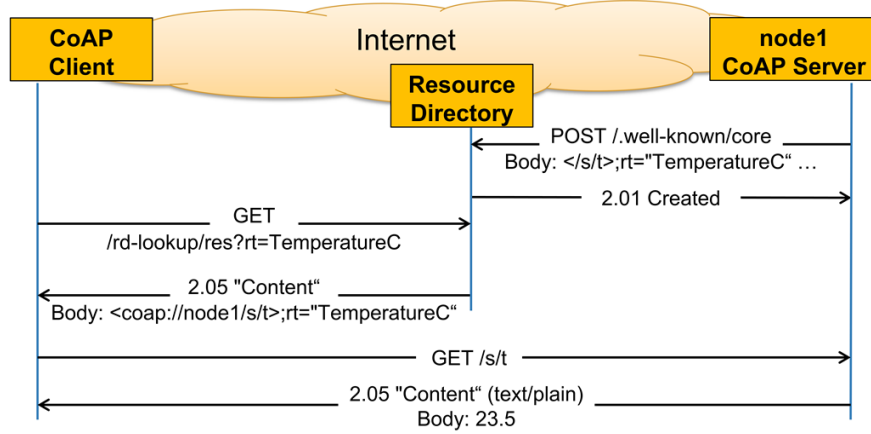 Internet
CoAP
Client
node1
CoAP Server
Resource
Directory
POST /.well-known/core
Body: </s/t>;rt="TemperatureC“ …
2.01 Created
GET
/rd-lookup/res?rt=TemperatureC
2.05 "Content“
Body: <coap://node1/s/t>;rt="TemperatureC“
GET /s/t
2.05 "Content“ (text/plain)
Body: 23.5